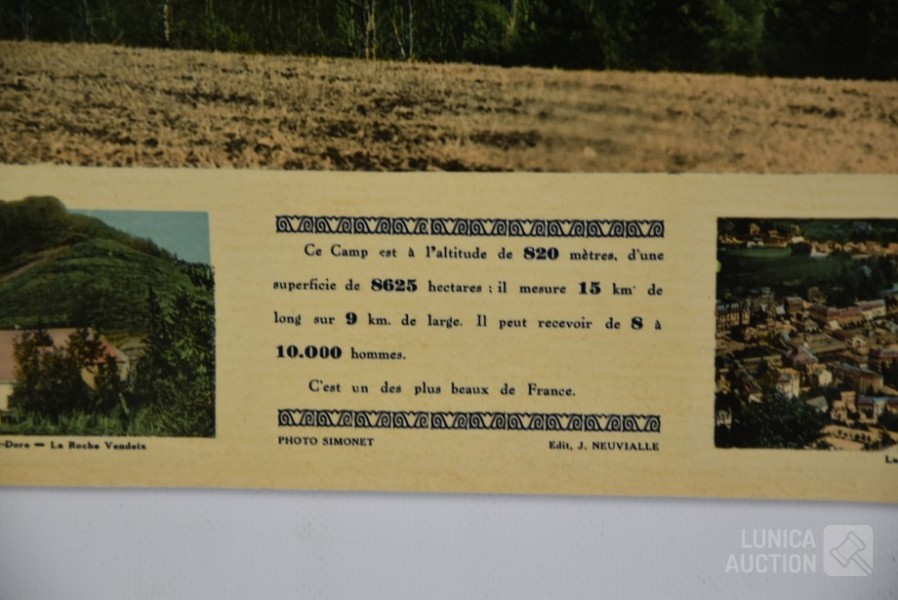 Ce Camp est à l'altitude de 820 mètres, d'une
superficie de 8625 hectares ; il mesure 15 km· de
long sur 9 km. de large. Il peut recevoir de 8 à
10.000 hommes.
C'est un des plus beaux de France.
PHOTO SIMONET
Edit, J. NEUVIALLE
-Dore — La Roche Vendeix
La
LUNICA
AUCTION